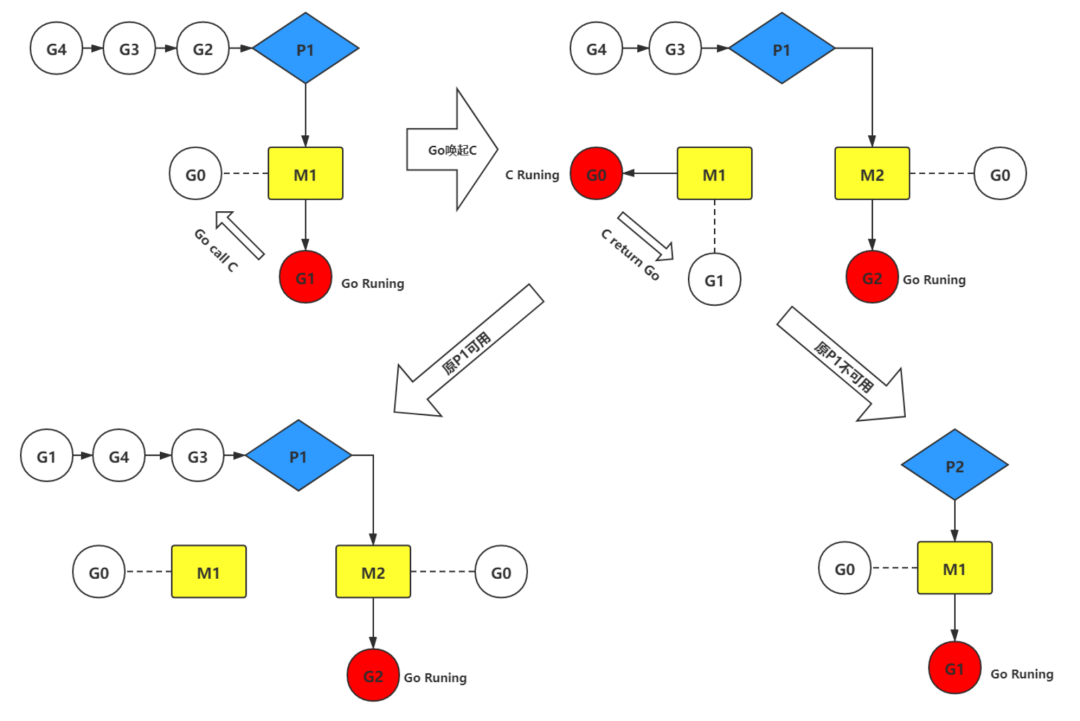 G4
G3
G2
P1
G0
M1
Go call C
G1
Go Runing
Go唤起C
G4
G3
P1
C Runing
G0
M1
M2
G0
C return Go
G1
G2
Go Runing
原P1可用
原P1不可用
G1
G4
G3
P1
G0
M1
M2
G0
G2
Go Runing
P2
G0
M1
G1
Go Runing